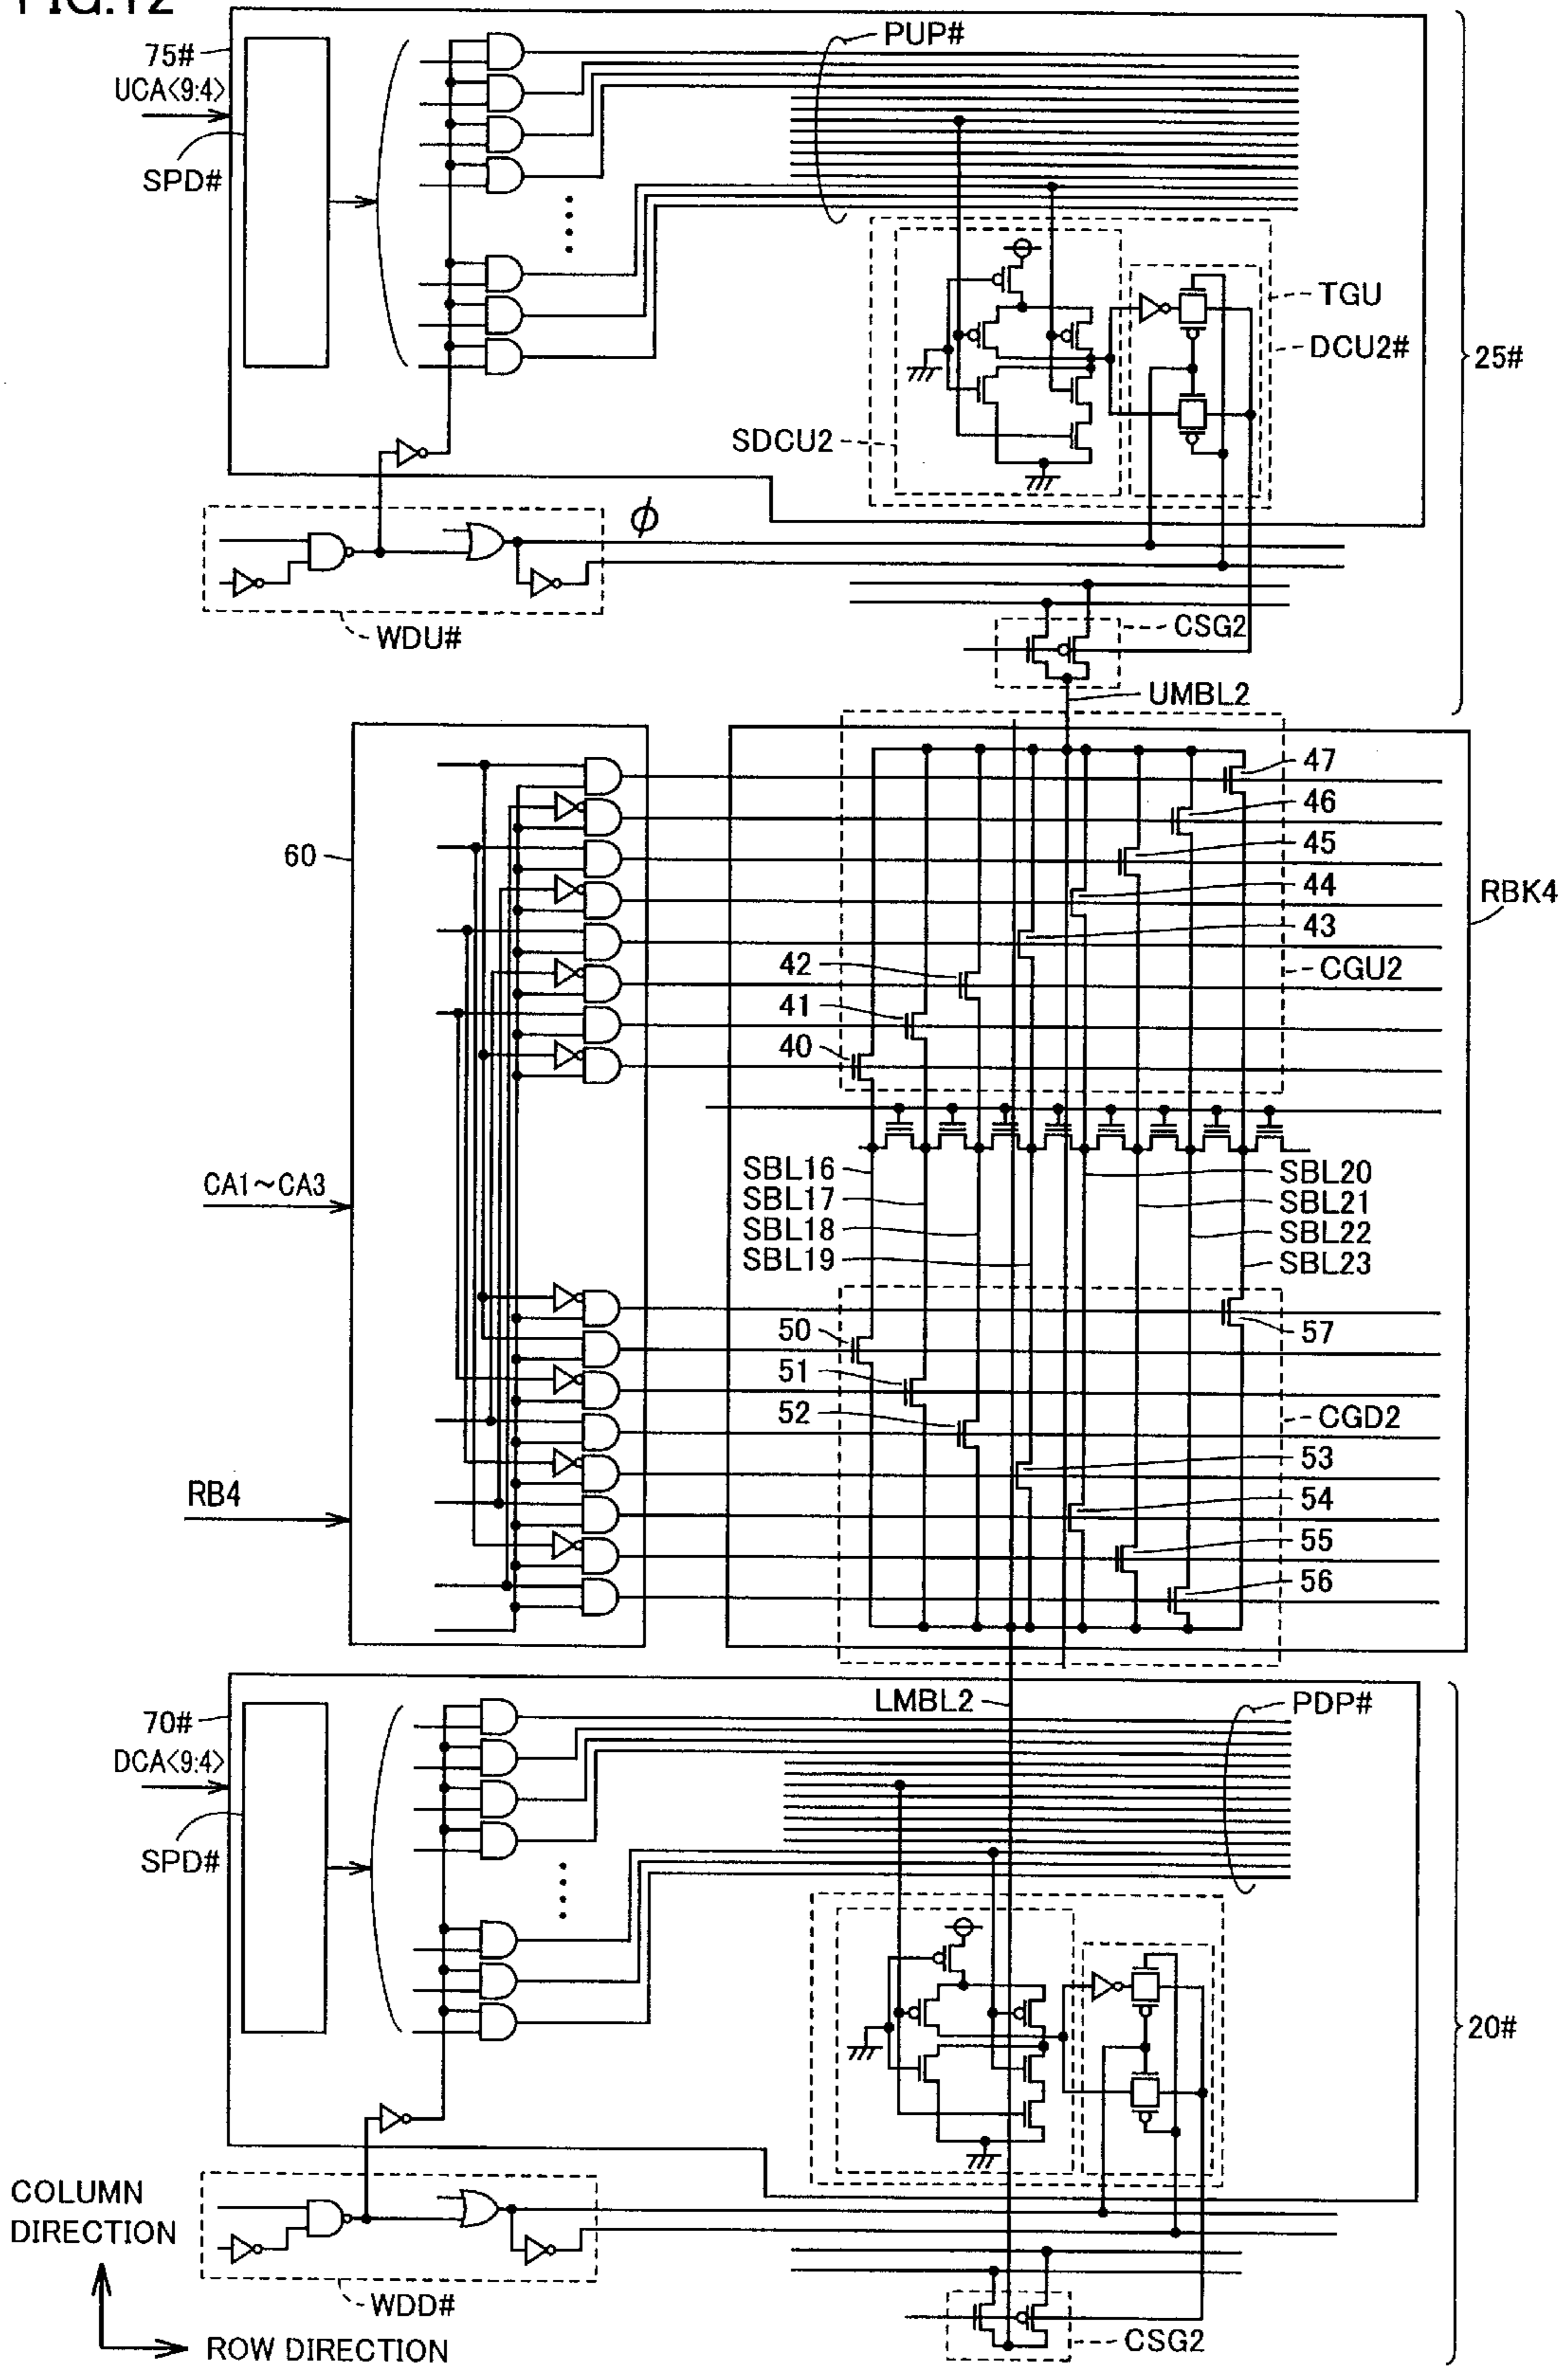 FIG.12
75#
UCA<9:4>
SPD#
PUP#
TGU
DCU2#
25#
SDCU2
ϕ
WDU#
CSG2
UMBL2
60
47
46
45
44
43
RBK4
42
41
40
CGU2
CA1~CA3
SBL16
SBL17
SBL18
SBL19
SBL20
SBL21
SBL22
SBL23
50
51
52
57
CGD2
53
54
55
56
RB4
70#
DCA<9:4>
SPD#
LMBL2
PDP#
20#
COLUMN
DIRECTION
WDD#
CSG2
ROW DIRECTION